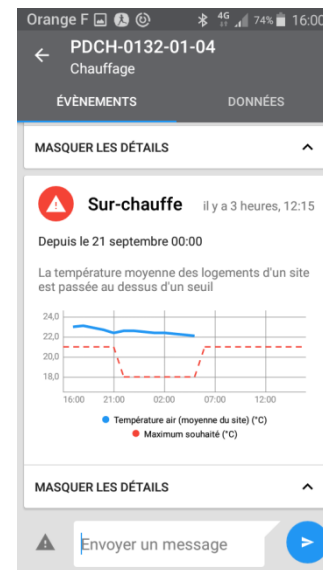 Orange F 4G 74% 16:00
PDCH-0132-01-04
Chauffage
ÉVÈNEMENTS DONNÉES
MASQUER LES DÉTAILS
Sur-chauffe il y a 3 heures, 12:15
Depuis le 21 septembre 00:00
La température moyenne des logements d'un site
est passée au dessus d'un seuil
24,0
22,0
20,0
18,0
16:00 21:00 02:00 07:00 12:00
Température air (moyenne du site) (°C)
Maximum souhaité (°C)
MASQUER LES DÉTAILS
Envoyer un message